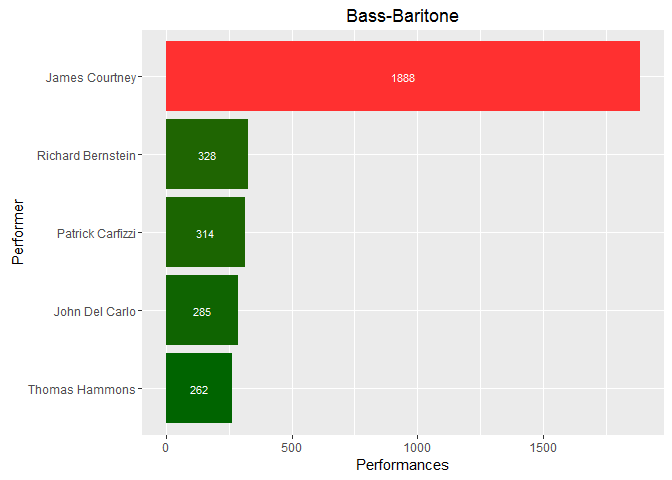 Bass-Baritone
James Courtney
1888
Richard Bernstein
328
Patrick Carfizzi
314
John Del Carlo
285
Thomas Hammons
262
Performer
0 500 1000 1500
Performances